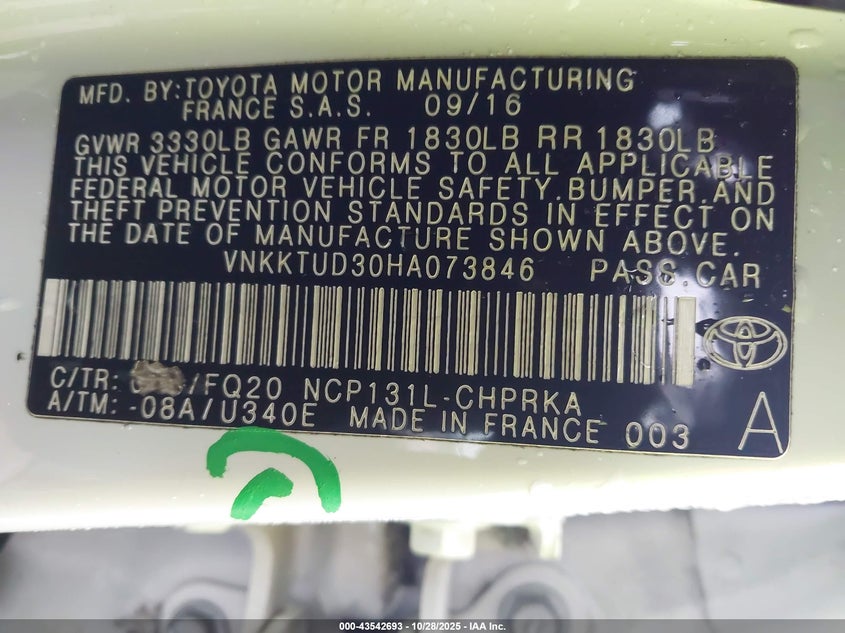 MFD. BY:TOYOTA MOTOR MANUFACTURING
FRANCE S.A.S. 09/16
GVWR 3330LB GAWR FR 1830LB RR 1830LB
THIS VEHICLE CONFORMS TO ALL APPLICABLE
FEDERAL MOTOR VEHICLE SAFETY,BUMPER,AND
THEFT PREVENTION STANDARDS IN EFFECT ON
THE DATE OF MANUFACTURE SHOWN ABOVE.
VNKKTUD30HA073846 PASS.CAR
C/TR: /FQ20 NCP131L-CHPRKA
A/TM: -08A/U340E MADE IN FRANCE 003 A
000-43542693 - 10/28/2025 - IAA Inc.